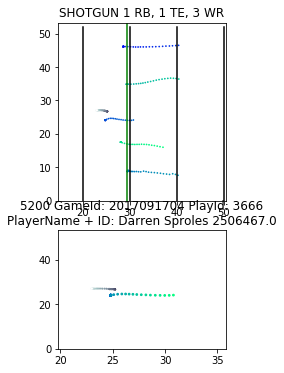 SHOTGUN 1 RB, 1 TE, 3 WR
50
40
30
20
10
0
20 30 40 50
5200 GameId: 2017091704 PlayId: 3666
PlayerName + ID: Darren Sproles 2506467.0
40
20
0
20 25 30 35